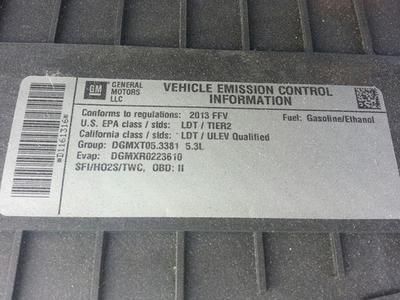 GM GENERAL MOTORS LLC
VEHICLE EMISSION CONTROL INFORMATION
Conforms to regulations: 2013 FFV
Fuel: Gasoline/Ethanol
U.S. EPA class / stds: LDT / TIER2
California class / stds: LDT / ULEV Qualified
Group: DGMXT05.3381 5.3L
Evap: DGMXR0223610
SFI/HO2S/TWC, OBD: II
*D1161316*